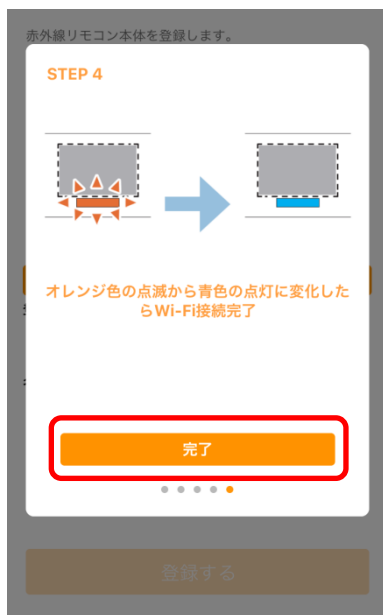 赤外線リモコン本体を登録します。
STEP 4
オレンジ色の点滅から青色の点灯に変化した
らWi-Fi接続完了
完了
登録する